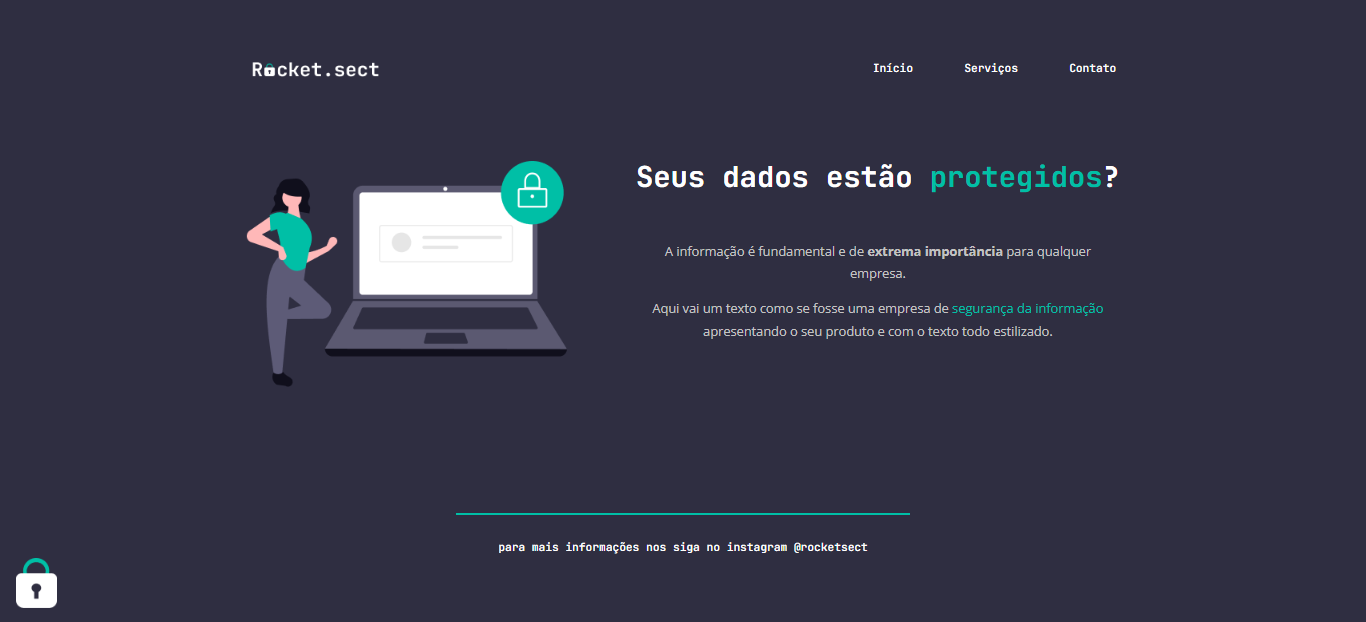 Rocket.sect
Início Serviços Contato
Seus dados estão protegidos?
A informação é fundamental e de extrema importância para qualquer
empresa.
Aqui vai um texto como se fosse uma empresa de segurança da informação
apresentando o seu produto e com o texto todo estilizado.
para mais informações nos siga no instagram @rocketsect